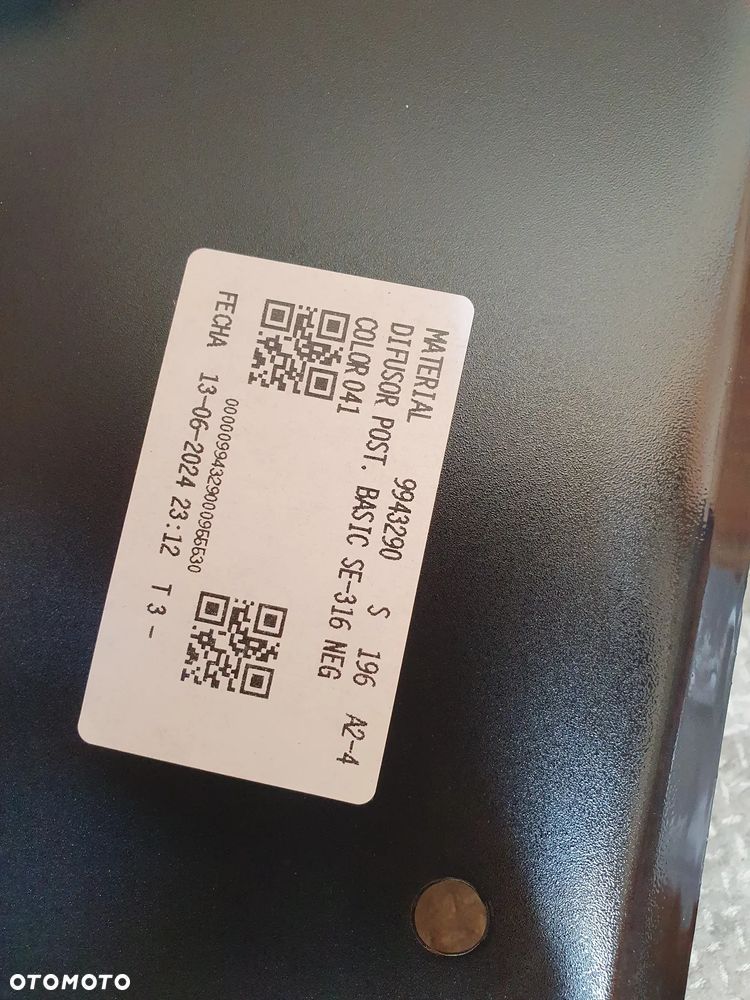 MATERIAL 9943290 S 196 A2-4
DIFUSOR POST. BASIC SE-316 NEG
COLOR 041
00000994329000965630
FECHA 13-06-2024 23:12 T 3 -
OTOMOTO